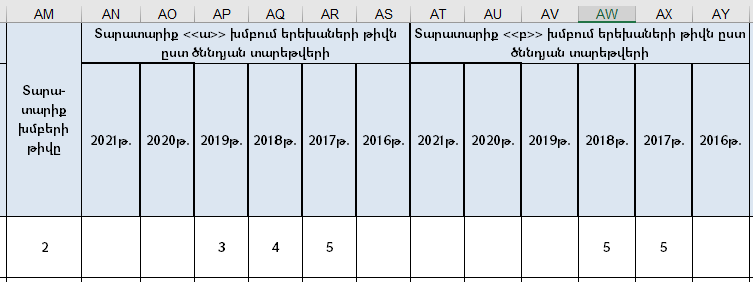 AM AN AO AP AQ AR AS AT AU AV AW AX AY
Տարատարիք <<ա>> խմբում երեխաների թիվն
ըստ ծննդյան տարեթվերի
Տարատարիք <<բ>> խմբում երեխաների թիվն ըստ
ծննդյան տարեթվերի
Տարա-
տարիք
խմբերի
թիվը
2021թ. 2020թ. 2019թ. 2018թ. 2017թ. 2016թ. 2021թ. 2020թ. 2019թ. 2018թ. 2017թ. 2016թ.
2 3 4 5 5 5